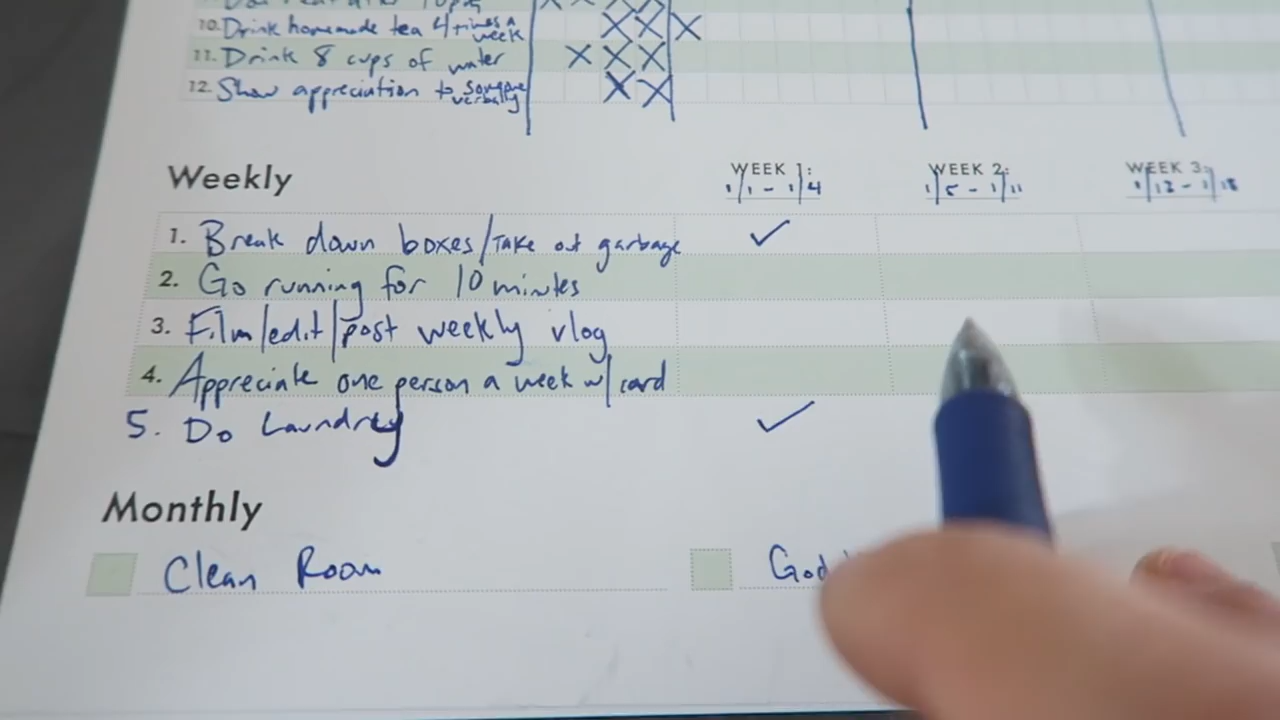 10. Drink homemade tea 4 times a week
11. Drink 8 cups of water
12. Show appreciation to someone verbally
Weekly
WEEK 1: WEEK 2: WEEK 3:
1/1 - 1/4 1/5 - 1/11 1/12 - 1/18
1. Break down boxes/Take out garbage
2. Go running for 10 minutes
3. Film/edit/post weekly vlog
4. Appreciate one person a week w/ card
5. Do Laundry
Monthly
Clean Room